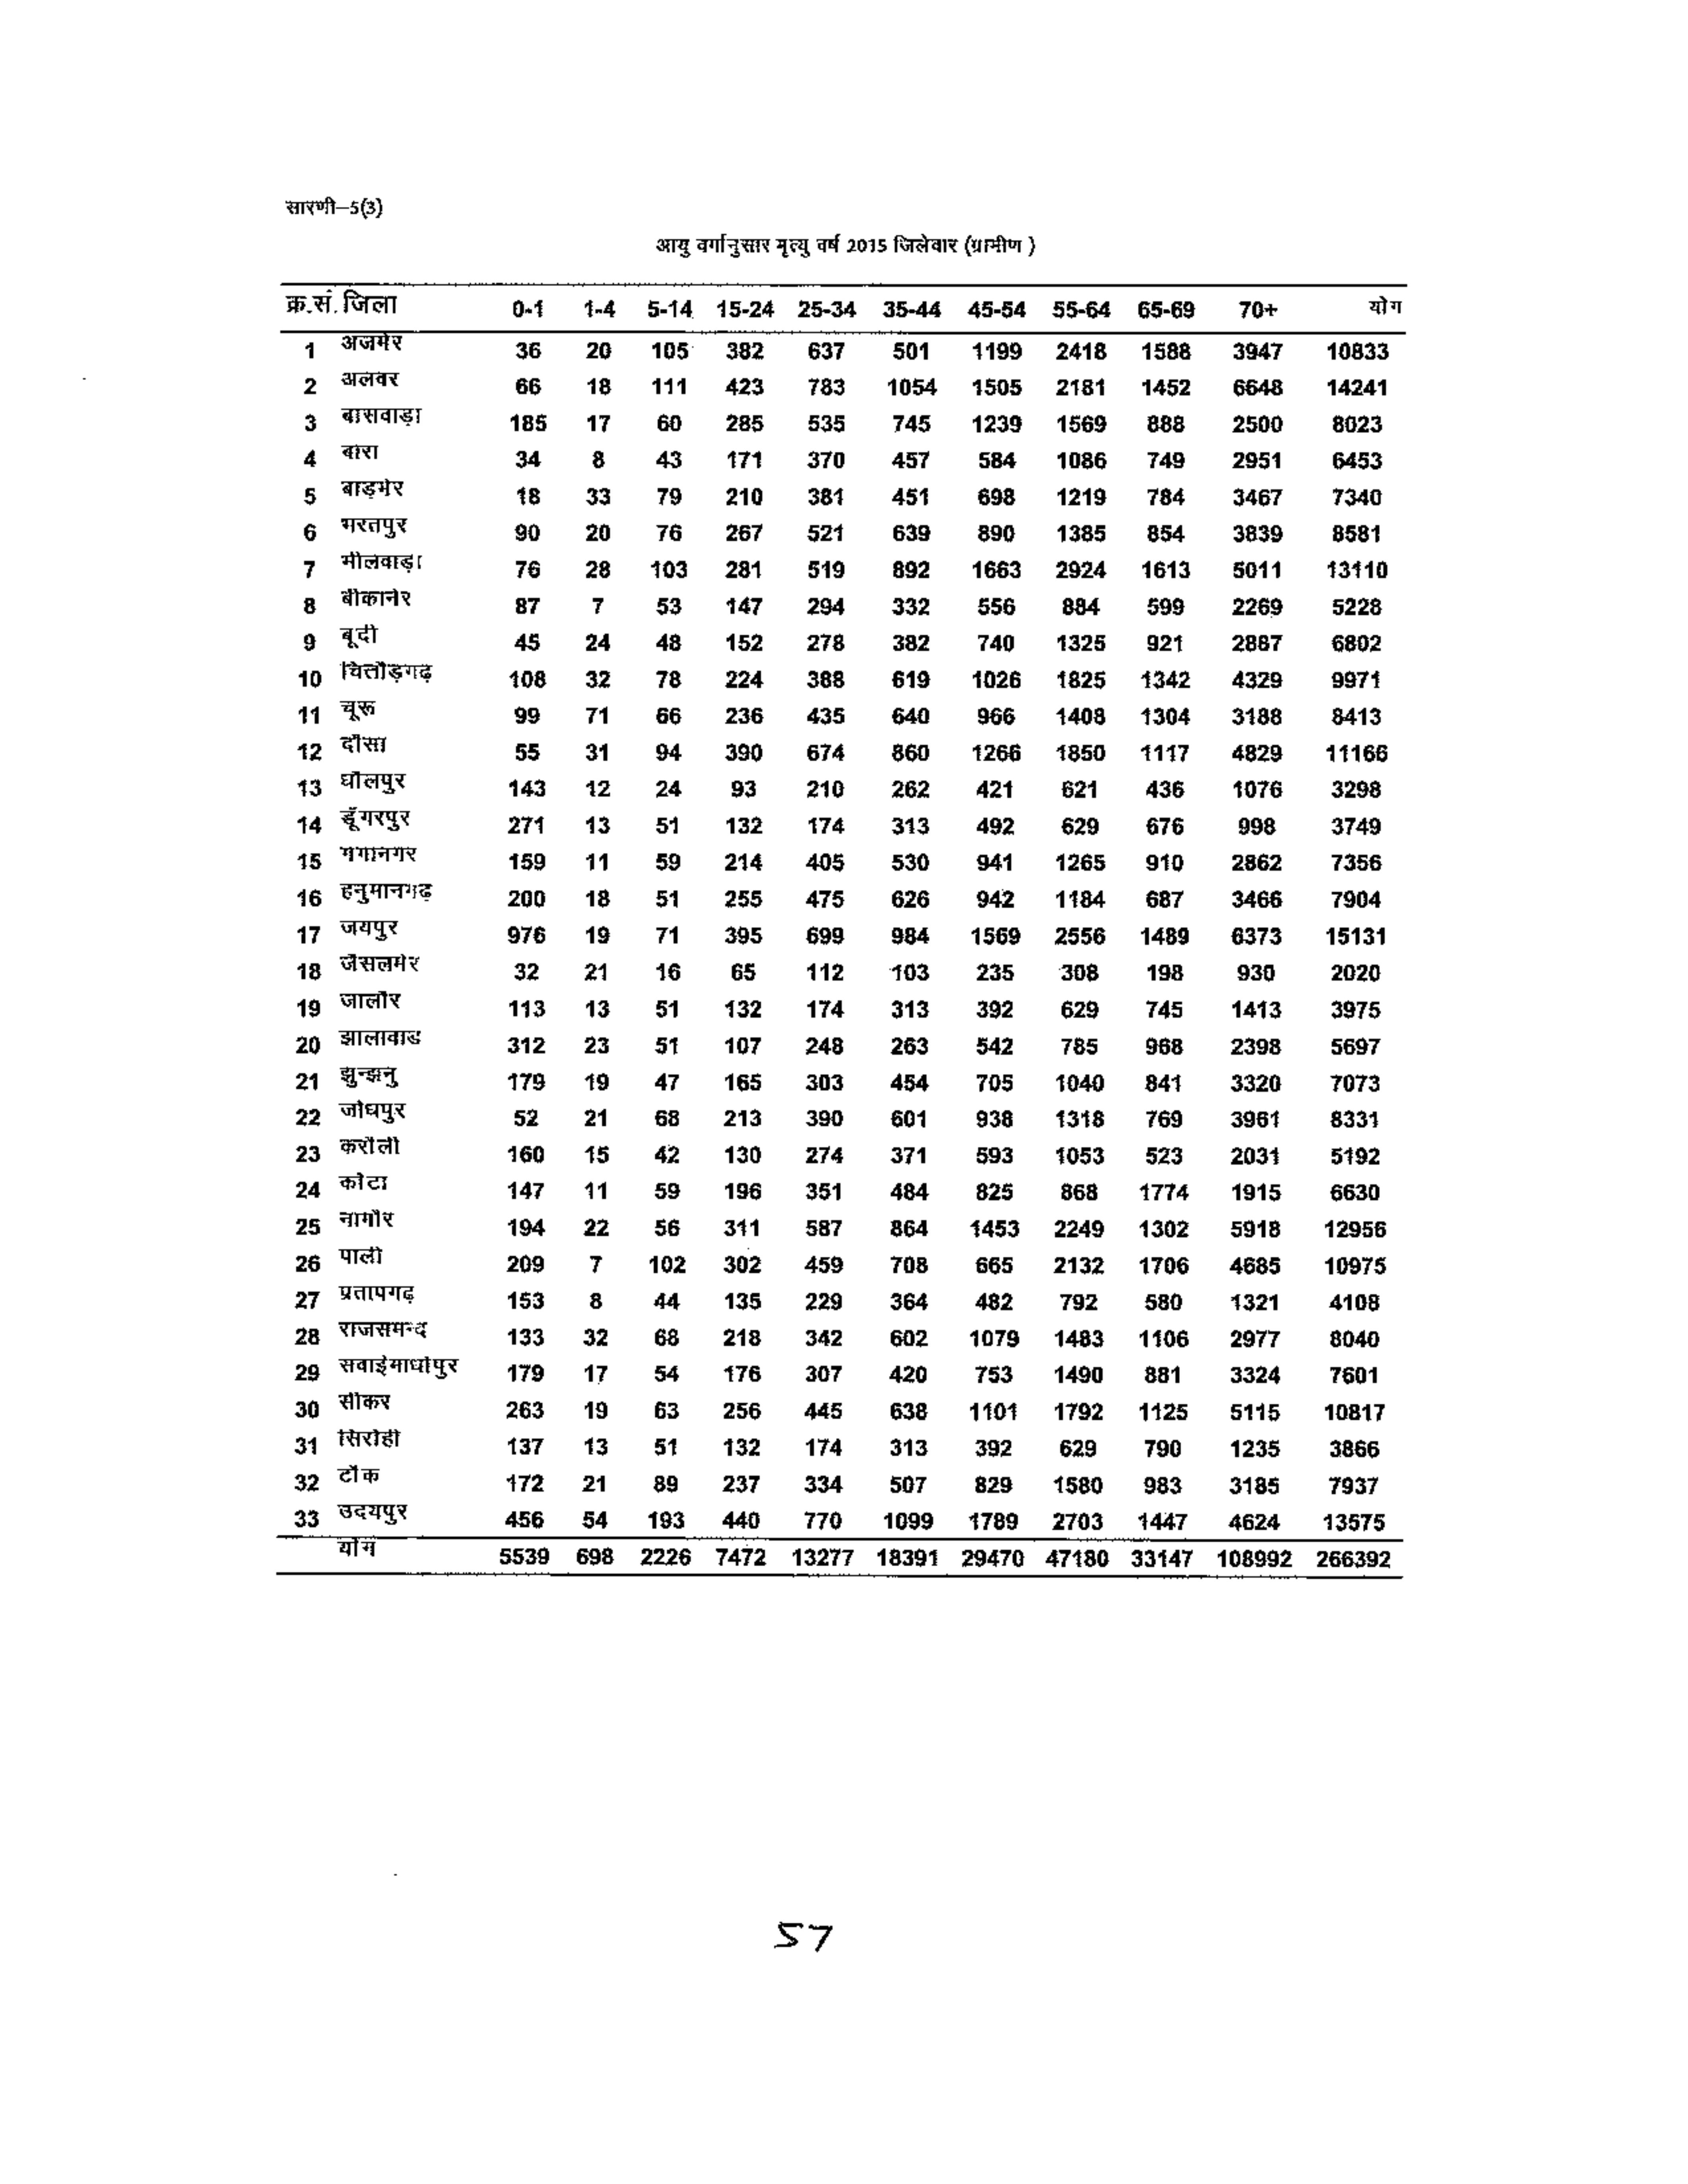 सारणी–5(3)
आयु वर्गानुसार मृत्यु वर्ष 2015 जिलेवार (ग्रामीण )
क्र.सं. जिला 0-1 1-4 5-14 15-24 25-34 35-44 45-54 55-64 65-69 70+ योग
1 अजमेर 36 20 105 382 637 501 1199 2418 1588 3947 10833
2 अलवर 66 18 111 423 783 1054 1505 2181 1452 6648 14241
3 बासवाड़ा 185 17 60 285 535 745 1239 1569 888 2500 8023
4 बारा 34 8 43 171 370 457 584 1086 749 2951 6453
5 बाड़मेर 18 33 79 210 381 451 698 1219 784 3467 7340
6 भरतपुर 90 20 76 267 521 639 890 1385 854 3839 8581
7 भीलवाड़ा 76 28 103 281 519 892 1663 2924 1613 5011 13110
8 बीकानेर 87 7 53 147 294 332 556 884 599 2269 5228
9 बूदी 45 24 48 152 278 382 740 1325 921 2887 6802
10 चितौड़गढ़ 108 32 78 224 388 619 1026 1825 1342 4329 9971
11 चूरू 99 71 66 236 435 640 966 1408 1304 3188 8413
12 दौसा 55 31 94 390 674 860 1266 1850 1117 4829 11166
13 धौलपुर 143 12 24 93 210 262 421 621 436 1076 3298
14 डूँगरपुर 271 13 51 132 174 313 492 629 676 998 3749
15 गंगानगर 159 11 59 214 405 530 941 1265 910 2862 7356
16 हनुमानगढ़ 200 18 51 255 475 626 942 1184 687 3466 7904
17 जयपुर 976 19 71 395 699 984 1569 2556 1489 6373 15131
18 जैसलमेर 32 21 16 65 112 103 235 308 198 930 2020
19 जालौर 113 13 51 132 174 313 392 629 745 1413 3975
20 झालावाड 312 23 51 107 248 263 542 785 968 2398 5697
21 झुन्झनु 179 19 47 165 303 454 705 1040 841 3320 7073
22 जोधपुर 52 21 68 213 390 601 938 1318 769 3961 8331
23 करौली 160 15 42 130 274 371 593 1053 523 2031 5192
24 कोटा 147 11 59 196 351 484 825 868 1774 1915 6630
25 नागौर 194 22 56 311 587 864 1453 2249 1302 5918 12956
26 पाली 209 7 102 302 459 708 665 2132 1706 4685 10975
27 प्रतापगढ़ 153 8 44 135 229 364 482 792 580 1321 4108
28 राजसमन्द 133 32 68 218 342 602 1079 1483 1106 2977 8040
29 सवाईमाधोपुर 179 17 54 176 307 420 753 1490 881 3324 7601
30 सीकर 263 19 63 256 445 638 1101 1792 1125 5115 10817
31 सिरोही 137 13 51 132 174 313 392 629 790 1235 3866
32 टोंक 172 21 89 237 334 507 829 1580 983 3185 7937
33 उदयपुर 456 54 193 440 770 1099 1789 2703 1447 4624 13575
योग 5539 698 2226 7472 13277 18391 29470 47180 33147 108992 266392
57